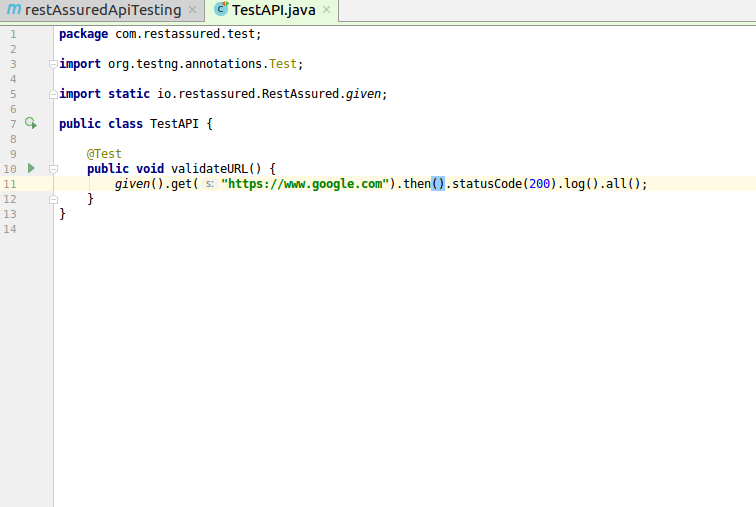 m restAssuredApiTesting × C TestAPI.java ×
1 package com.restassured.test;
2
3 import org.testng.annotations.Test;
4
5 import static io.restassured.RestAssured.given;
6
7 public class TestAPI {
8
9 @Test
10 public void validateURL() {
11 given().get( s: "https://www.google.com").then().statusCode(200).log().all();
12 }
13 }
14